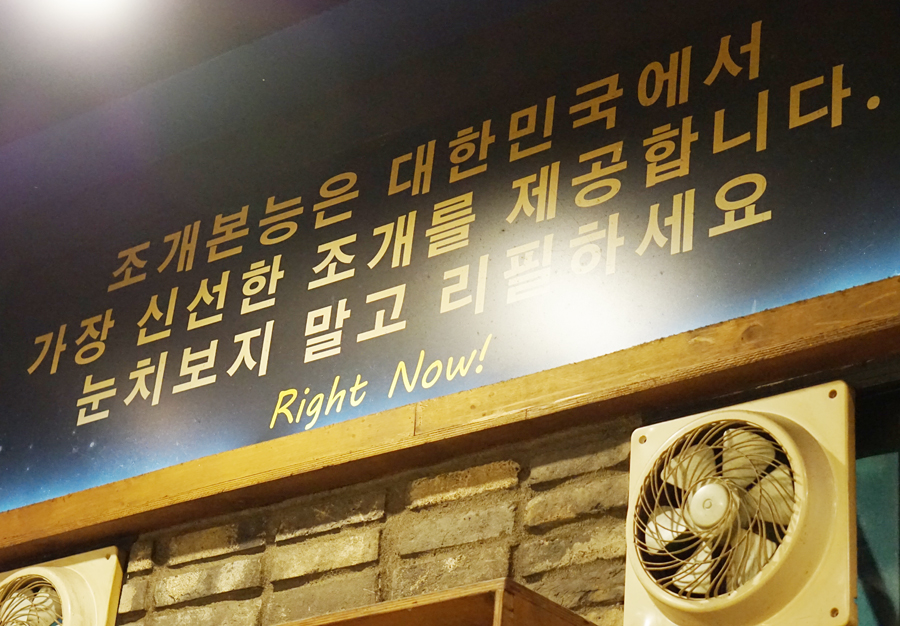 조개본능은 대한민국에서
가장 신선한 조개를 제공합니다.
눈치보지 말고 리필하세요
Right Now!